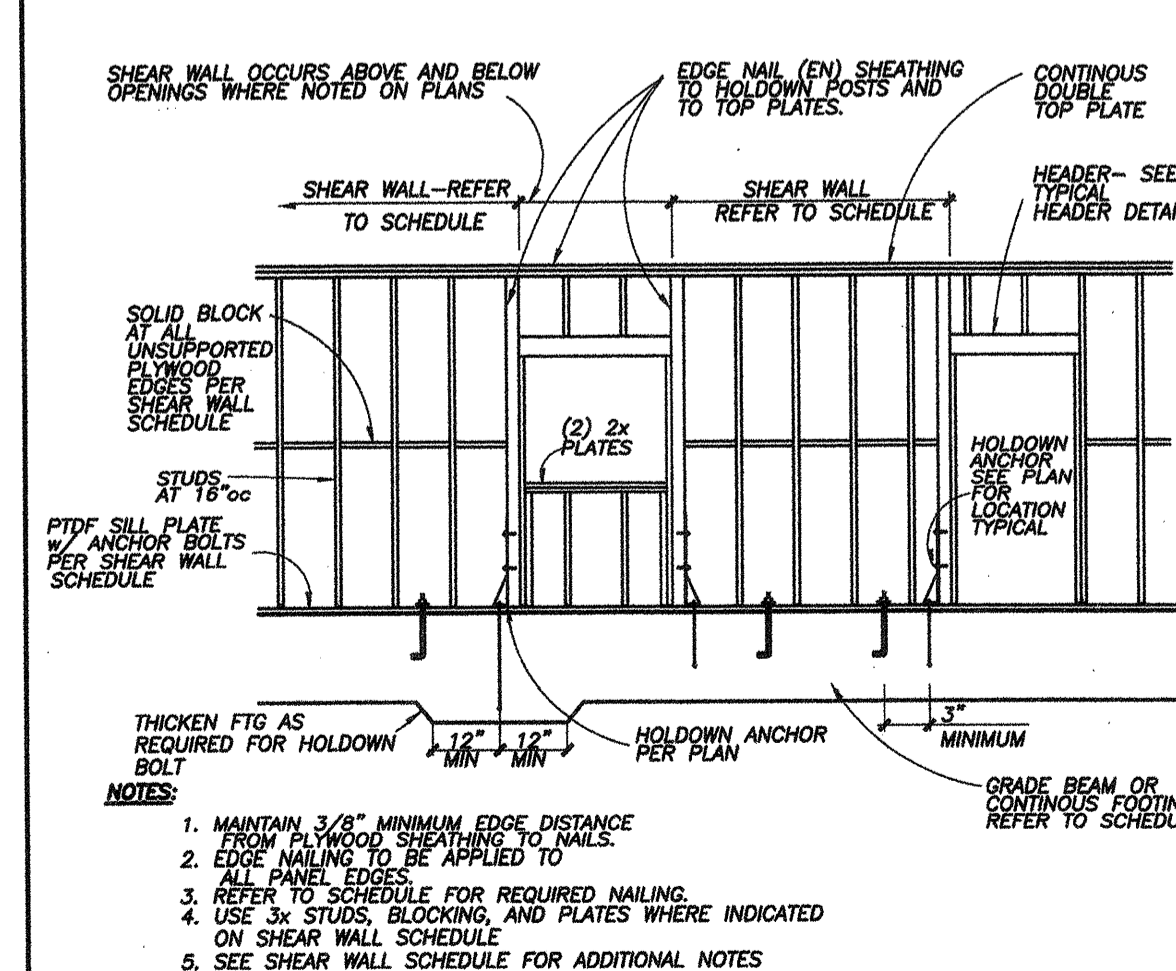 SHEAR WALL OCCURS ABOVE AND BELOW
OPENINGS WHERE NOTED ON PLANS
EDGE NAIL (EN) SHEATHING
TO HOLDOWN POSTS AND
TO TOP PLATES.
CONTINOUS
DOUBLE
TOP PLATE
SHEAR WALL-REFER
TO SCHEDULE
SHEAR WALL
REFER TO SCHEDULE
HEADER- SEE
TYPICAL
HEADER DETAI
SOLID BLOCK
AT ALL
UNSUPPORTED
PLYWOOD
EDGES PER
SHEAR WALL
SCHEDULE
(2) 2x
PLATES
HOLDOWN
ANCHOR
SEE PLAN
FOR
LOCATION
TYPICAL
STUDS
AT 16"oc
PTDF SILL PLATE
w/ ANCHOR BOLTS
PER SHEAR WALL
SCHEDULE
THICKEN FTG AS
REQUIRED FOR HOLDOWN
BOLT
12"
MIN
12"
MIN
HOLDOWN ANCHOR
PER PLAN
3"
MINIMUM
GRADE BEAM OR
CONTINOUS FOOTIN
REFER TO SCHEDU
NOTES:
1. MAINTAIN 3/8" MINIMUM EDGE DISTANCE
FROM PLYWOOD SHEATHING TO NAILS.
2. EDGE NAILING TO BE APPLIED TO
ALL PANEL EDGES.
3. REFER TO SCHEDULE FOR REQUIRED NAILING.
4. USE 3x STUDS, BLOCKING, AND PLATES WHERE INDICATED
ON SHEAR WALL SCHEDULE
5. SEE SHEAR WALL SCHEDULE FOR ADDITIONAL NOTES